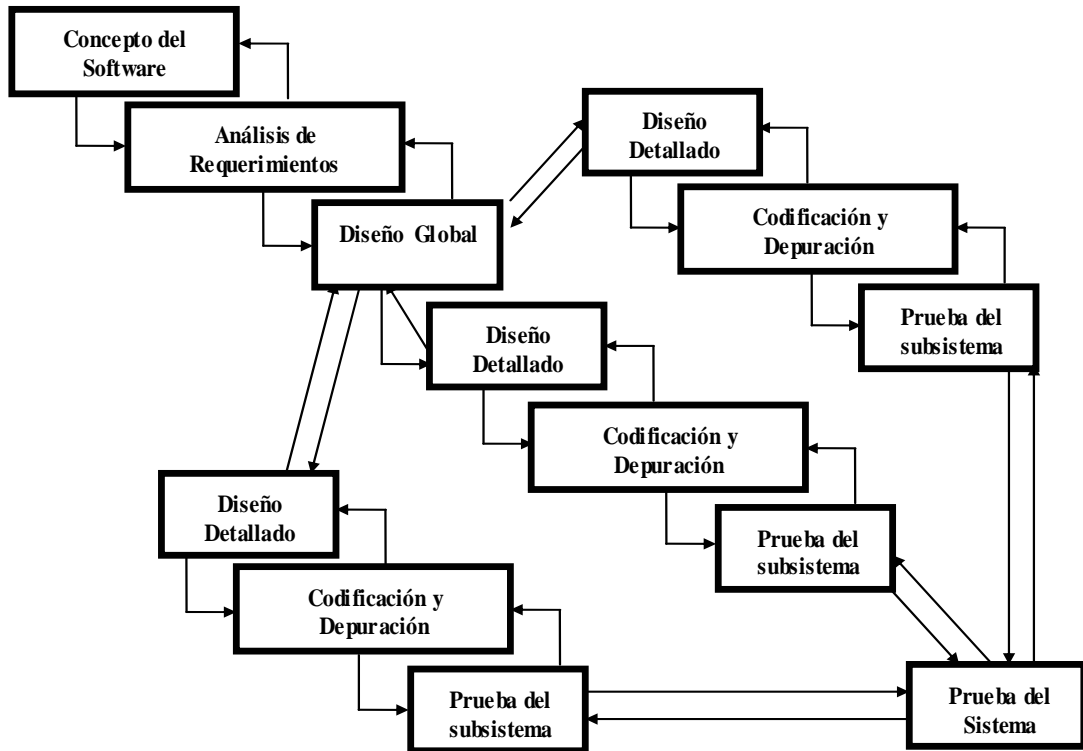 Concepto del
Software
Análisis de
Requerimientos
Diseño Global
Diseño
Detallado
Codificación y
Depuración
Prueba del
subsistema
Diseño
Detallado
Codificación y
Depuración
Prueba del
subsistema
Diseño
Detallado
Codificación y
Depuración
Prueba del
subsistema
Prueba del
Sistema